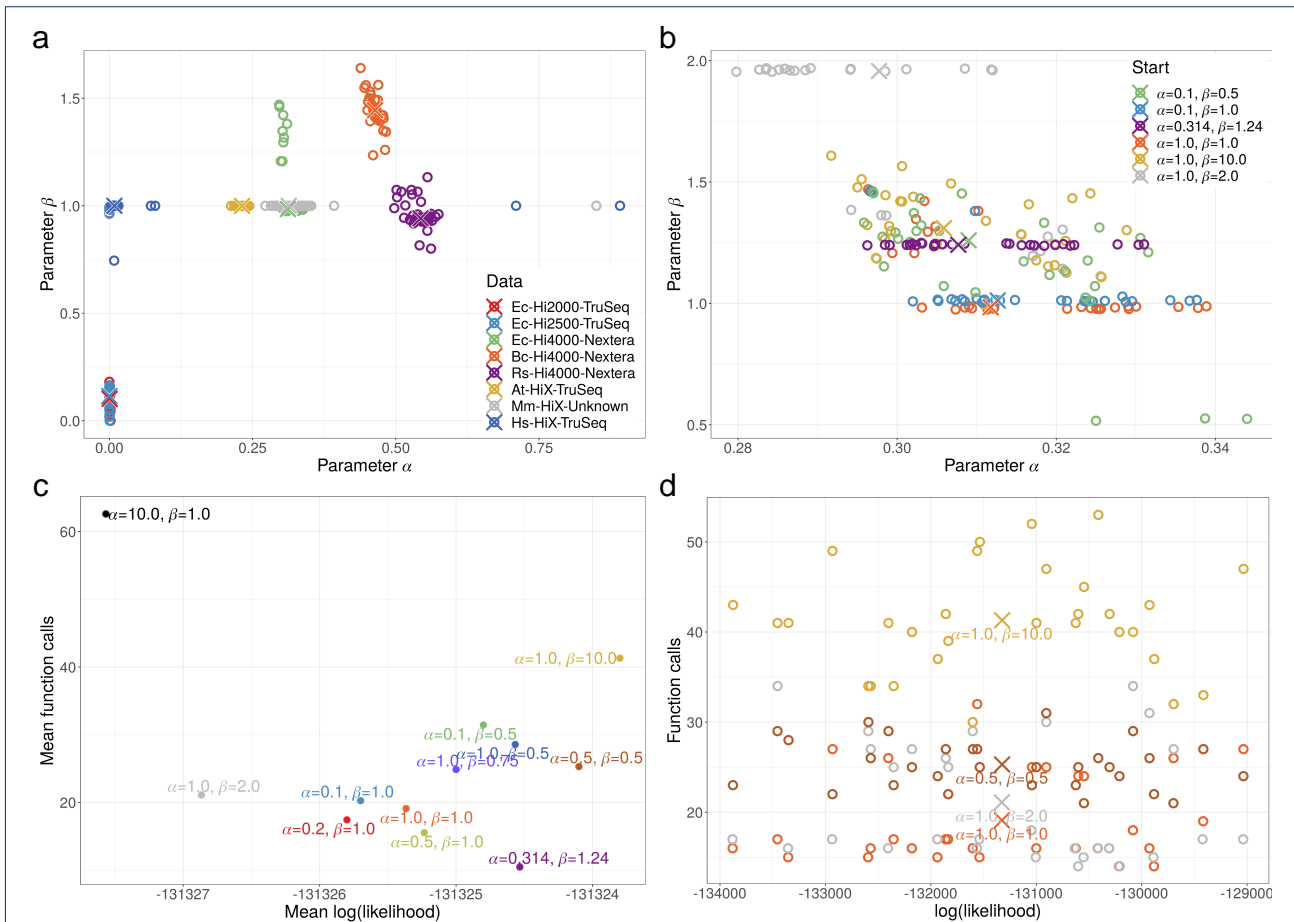 a
1.5
1.0
0.5
0.0
Parameter β
0.00
0.25
0.50
0.75
Parameter α
Data
Ec-Hi2000-TruSeq
Ec-Hi2500-TruSeq
Ec-Hi4000-Nextera
Bc-Hi4000-Nextera
Rs-Hi4000-Nextera
At-HiX-TruSeq
Mm-HiX-Unknown
Hs-HiX-TruSeq
b
2.0
1.5
1.0
0.5
Parameter β
0.28
0.30
0.32
0.34
Parameter α
Start
α=0.1, β=0.5
α=0.1, β=1.0
α=0.314, β=1.24
α=1.0, β=1.0
α=1.0, β=10.0
α=1.0, β=2.0
c
60
40
20
Mean function calls
α=10.0, β=1.0
α=1.0, β=10.0
α=0.1, β=0.5
α=1.0, β=0.5
α=0.5, β=0.5
α=1.0, β=0.75
α=1.0, β=2.0
α=0.1, β=1.0
α=0.2, β=1.0
α=1.0, β=1.0
α=0.5, β=1.0
α=0.314, β=1.24
-131327
-131326
-131325
-131324
Mean log(likelihood)
d
50
40
30
20
Function calls
α=1.0, β=10.0
α=0.5, β=0.5
α=1.0, β=2.0
α=1.0, β=1.0
-134000
-133000
-132000
-131000
-130000
-129000
log(likelihood)